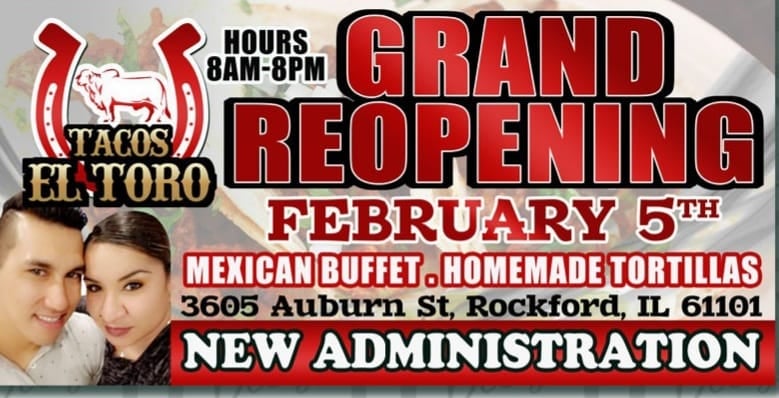 HOURS
8AM-8PM
GRAND
REOPENING
TACOS
EL TORO
FEBRUARY 5TH
MEXICAN BUFFET . HOMEMADE TORTILLAS
3605 Auburn St, Rockford, IL 61101
NEW ADMINISTRATION